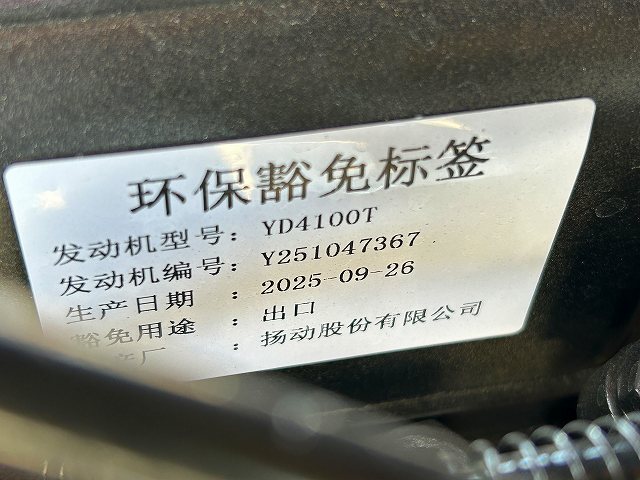 环保豁免标签
发动机型号：YD4100T
发动机编号：Y251047367
生产日期：2025-09-26
豁免用途：出口
产厂：扬动股份有限公司